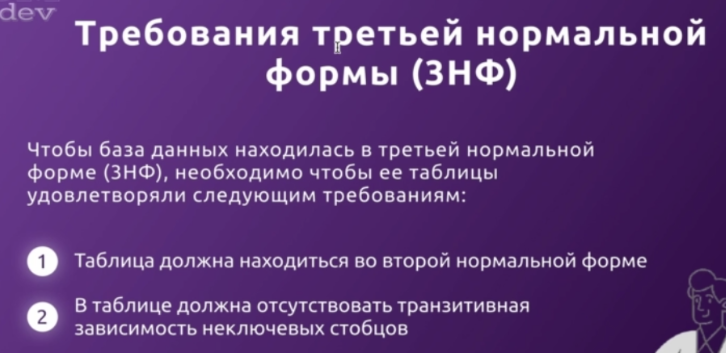 dev
Требования третьей нормальной
формы (3НФ)
Чтобы база данных находилась в третьей нормальной
форме (3НФ), необходимо чтобы ее таблицы
удовлетворяли следующим требованиям:
1 Таблица должна находиться во второй нормальной форме
2 В таблице должна отсутствовать транзитивная
зависимость неключевых стобцов